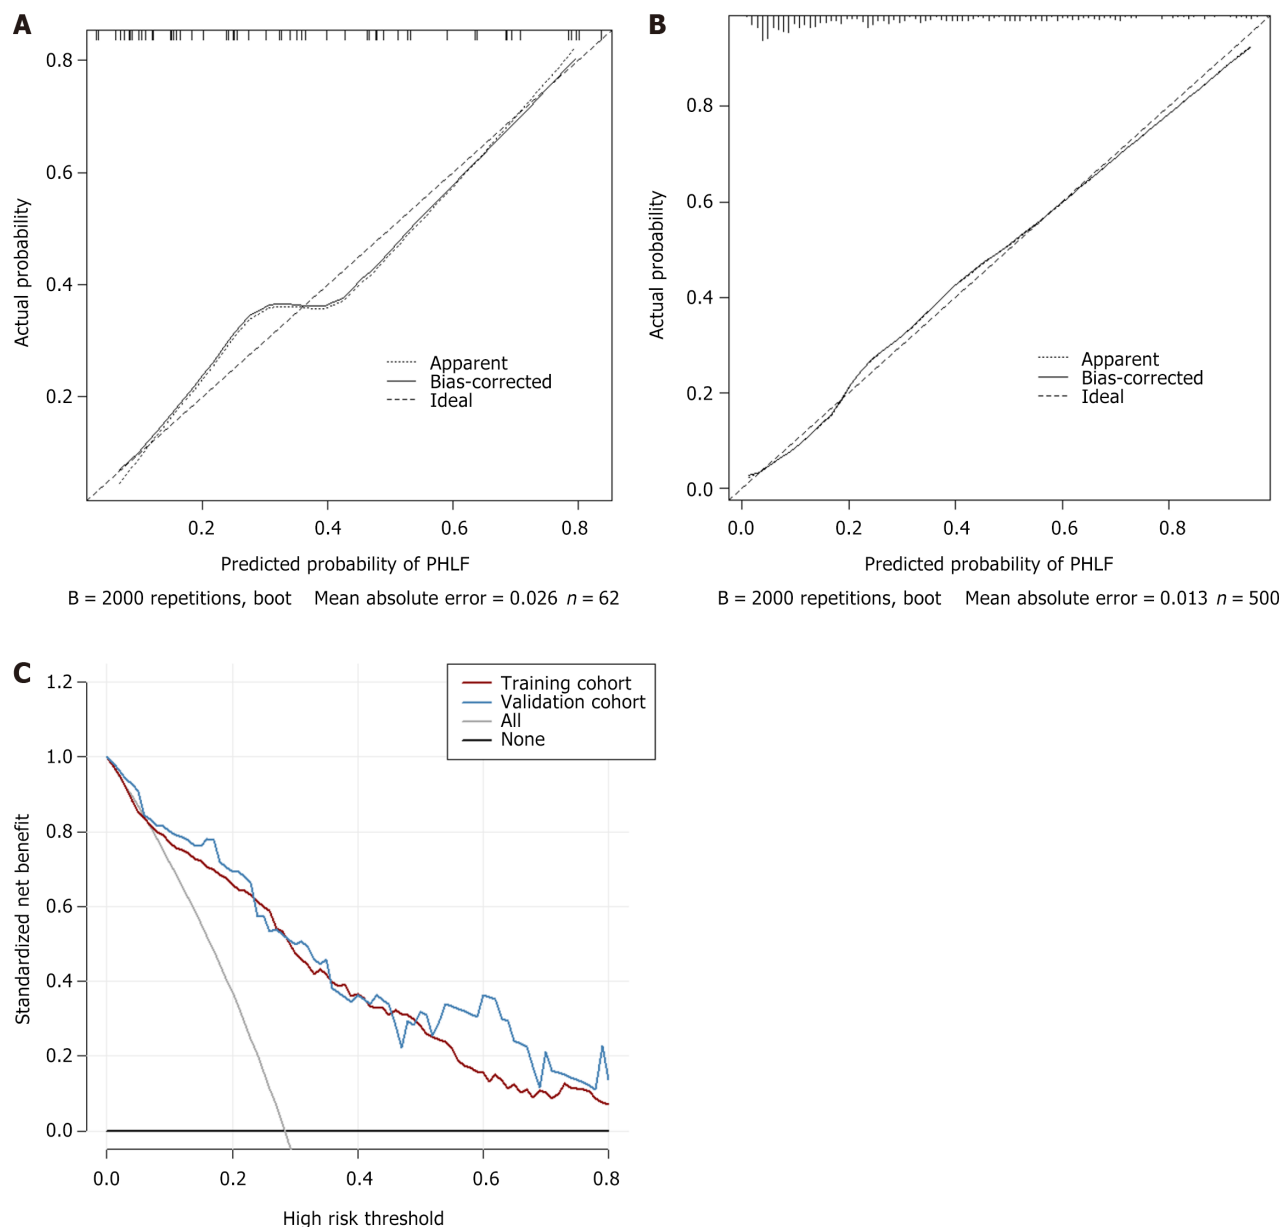 A
0.8
0.6
0.4
0.2
Actual probability
Apparent
Bias-corrected
Ideal
0.2 0.4 0.6 0.8
Predicted probability of PHLF
B = 2000 repetitions, boot Mean absolute error = 0.026 n = 62
B
0.8
0.6
0.4
0.2
0.0
Actual probability
Apparent
Bias-corrected
Ideal
0.0 0.2 0.4 0.6 0.8
Predicted probability of PHLF
B = 2000 repetitions, boot Mean absolute error = 0.013 n = 500
C
1.2
1.0
0.8
0.6
0.4
0.2
0.0
Standardized net benefit
Training cohort
Validation cohort
All
None
0.0 0.2 0.4 0.6 0.8
High risk threshold